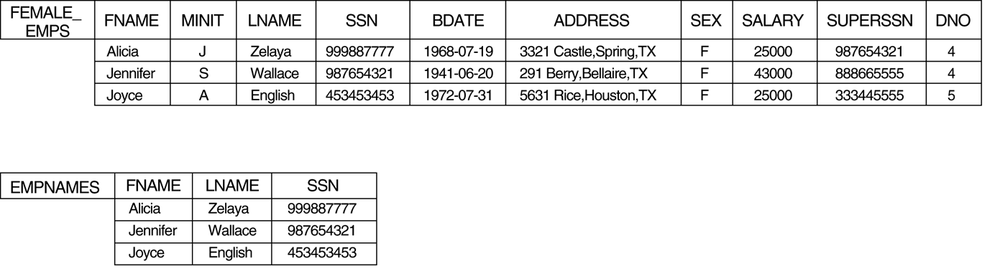 FEMALE_
EMPS FNAME MINIT LNAME SSN BDATE ADDRESS SEX SALARY SUPERSSN DNO
Alicia J Zelaya 999887777 1968-07-19 3321 Castle,Spring,TX F 25000 987654321 4
Jennifer S Wallace 987654321 1941-06-20 291 Berry,Bellaire,TX F 43000 888665555 4
Joyce A English 453453453 1972-07-31 5631 Rice,Houston,TX F 25000 333445555 5
EMPNAMES FNAME LNAME SSN
Alicia Zelaya 999887777
Jennifer Wallace 987654321
Joyce English 453453453